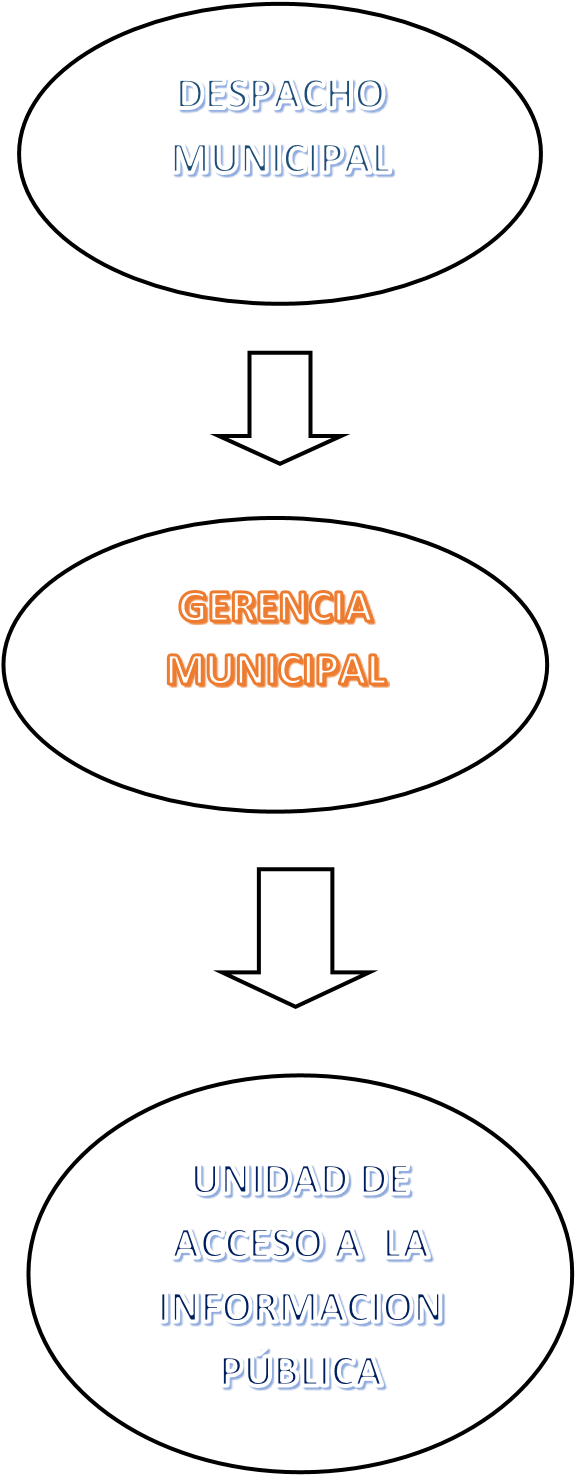 DESPACHO
MUNICIPAL
GERENCIA
MUNICIPAL
UNIDAD DE
ACCESO A LA
INFORMACION
PÚBLICA